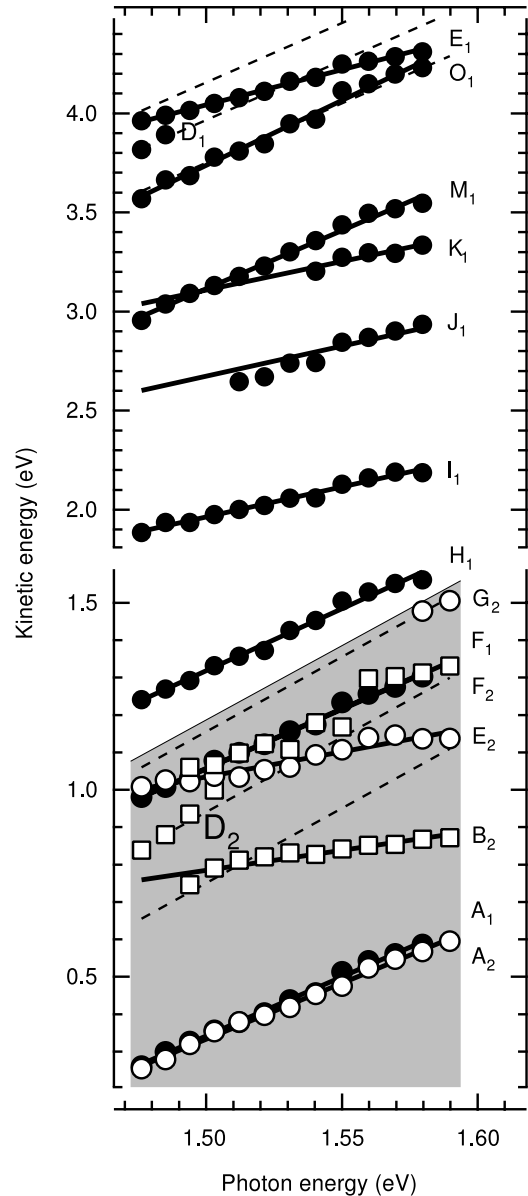 E1
O1
4.0
D1
3.5
M1
K1
3.0
J1
2.5
I1
2.0
Kinetic energy (eV)
H1
1.5
G2
F1
F2
E2
1.0
D2
B2
A1
A2
0.5
1.50
1.55
1.60
Photon energy (eV)